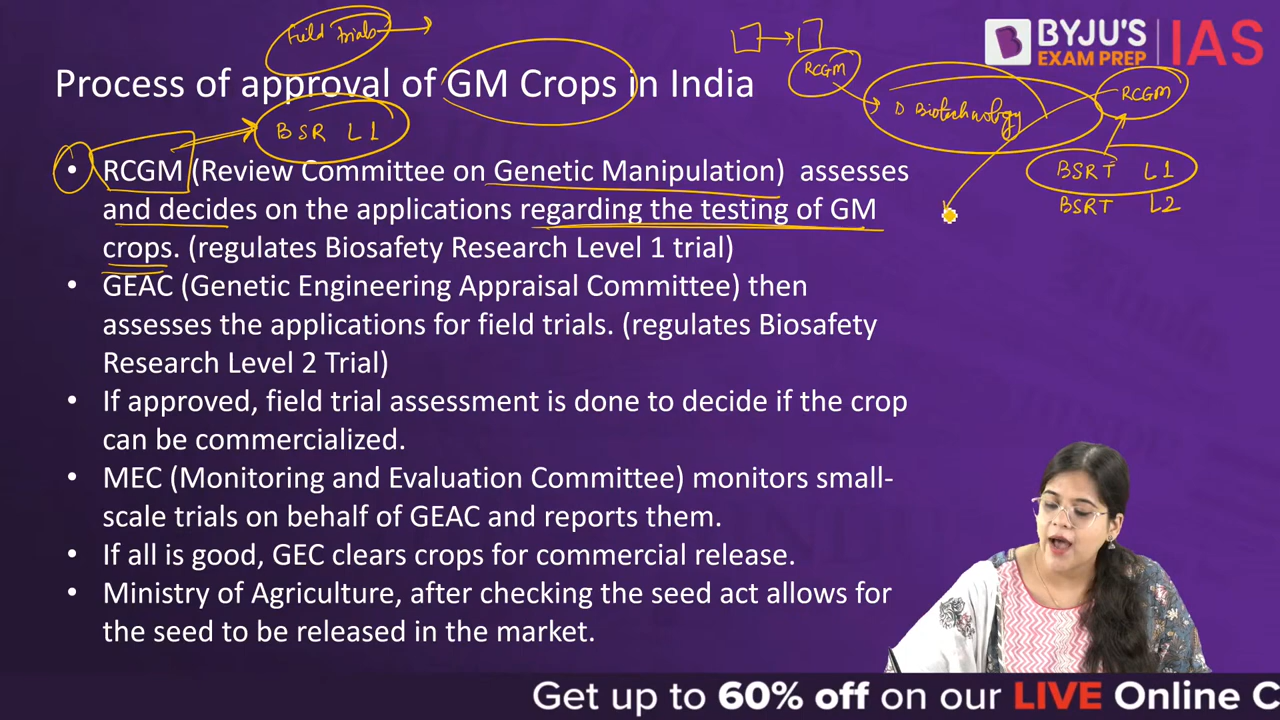 Field trials
RCGM
BYJU'S
EXAM PREP
IAS
Process of approval of GM Crops in India
D Biotechnology
RCGM
BSR L1
BSRT L1
BSRT L2
• RCGM (Review Committee on Genetic Manipulation) assesses
and decides on the applications regarding the testing of GM
crops. (regulates Biosafety Research Level 1 trial)
• GEAC (Genetic Engineering Appraisal Committee) then
assesses the applications for field trials. (regulates Biosafety
Research Level 2 Trial)
• If approved, field trial assessment is done to decide if the crop
can be commercialized.
• MEC (Monitoring and Evaluation Committee) monitors small-
scale trials on behalf of GEAC and reports them.
• If all is good, GEC clears crops for commercial release.
• Ministry of Agriculture, after checking the seed act allows for
the seed to be released in the market.
Get up to 60% off on our LIVE Online C